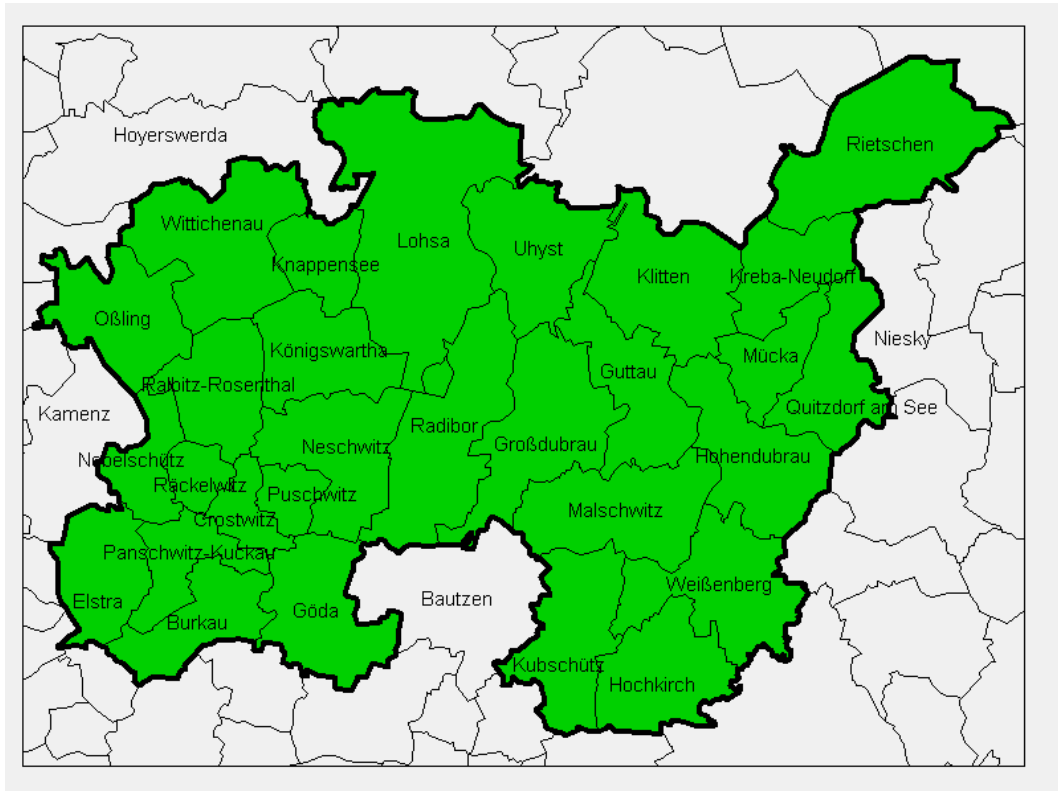 Hoyerswerda
Rietschen
Wittichenau
Lohsa
Uhyst
Knappensee
Klitten
Kreba-Neudorf
Oßling
Niesky
Königswartha
Mücka
Guttau
Ralbitz-Rosenthal
Quitzdorf am See
Kamenz
Radibor
Neschwitz
Großdubrau
Hohendubrau
Nebelschütz
Räckelwitz
Puschwitz
Malschwitz
Crostwitz
Panschwitz-Kuckau
Weißenberg
Elstra
Bautzen
Göda
Burkau
Kubschütz
Hochkirch